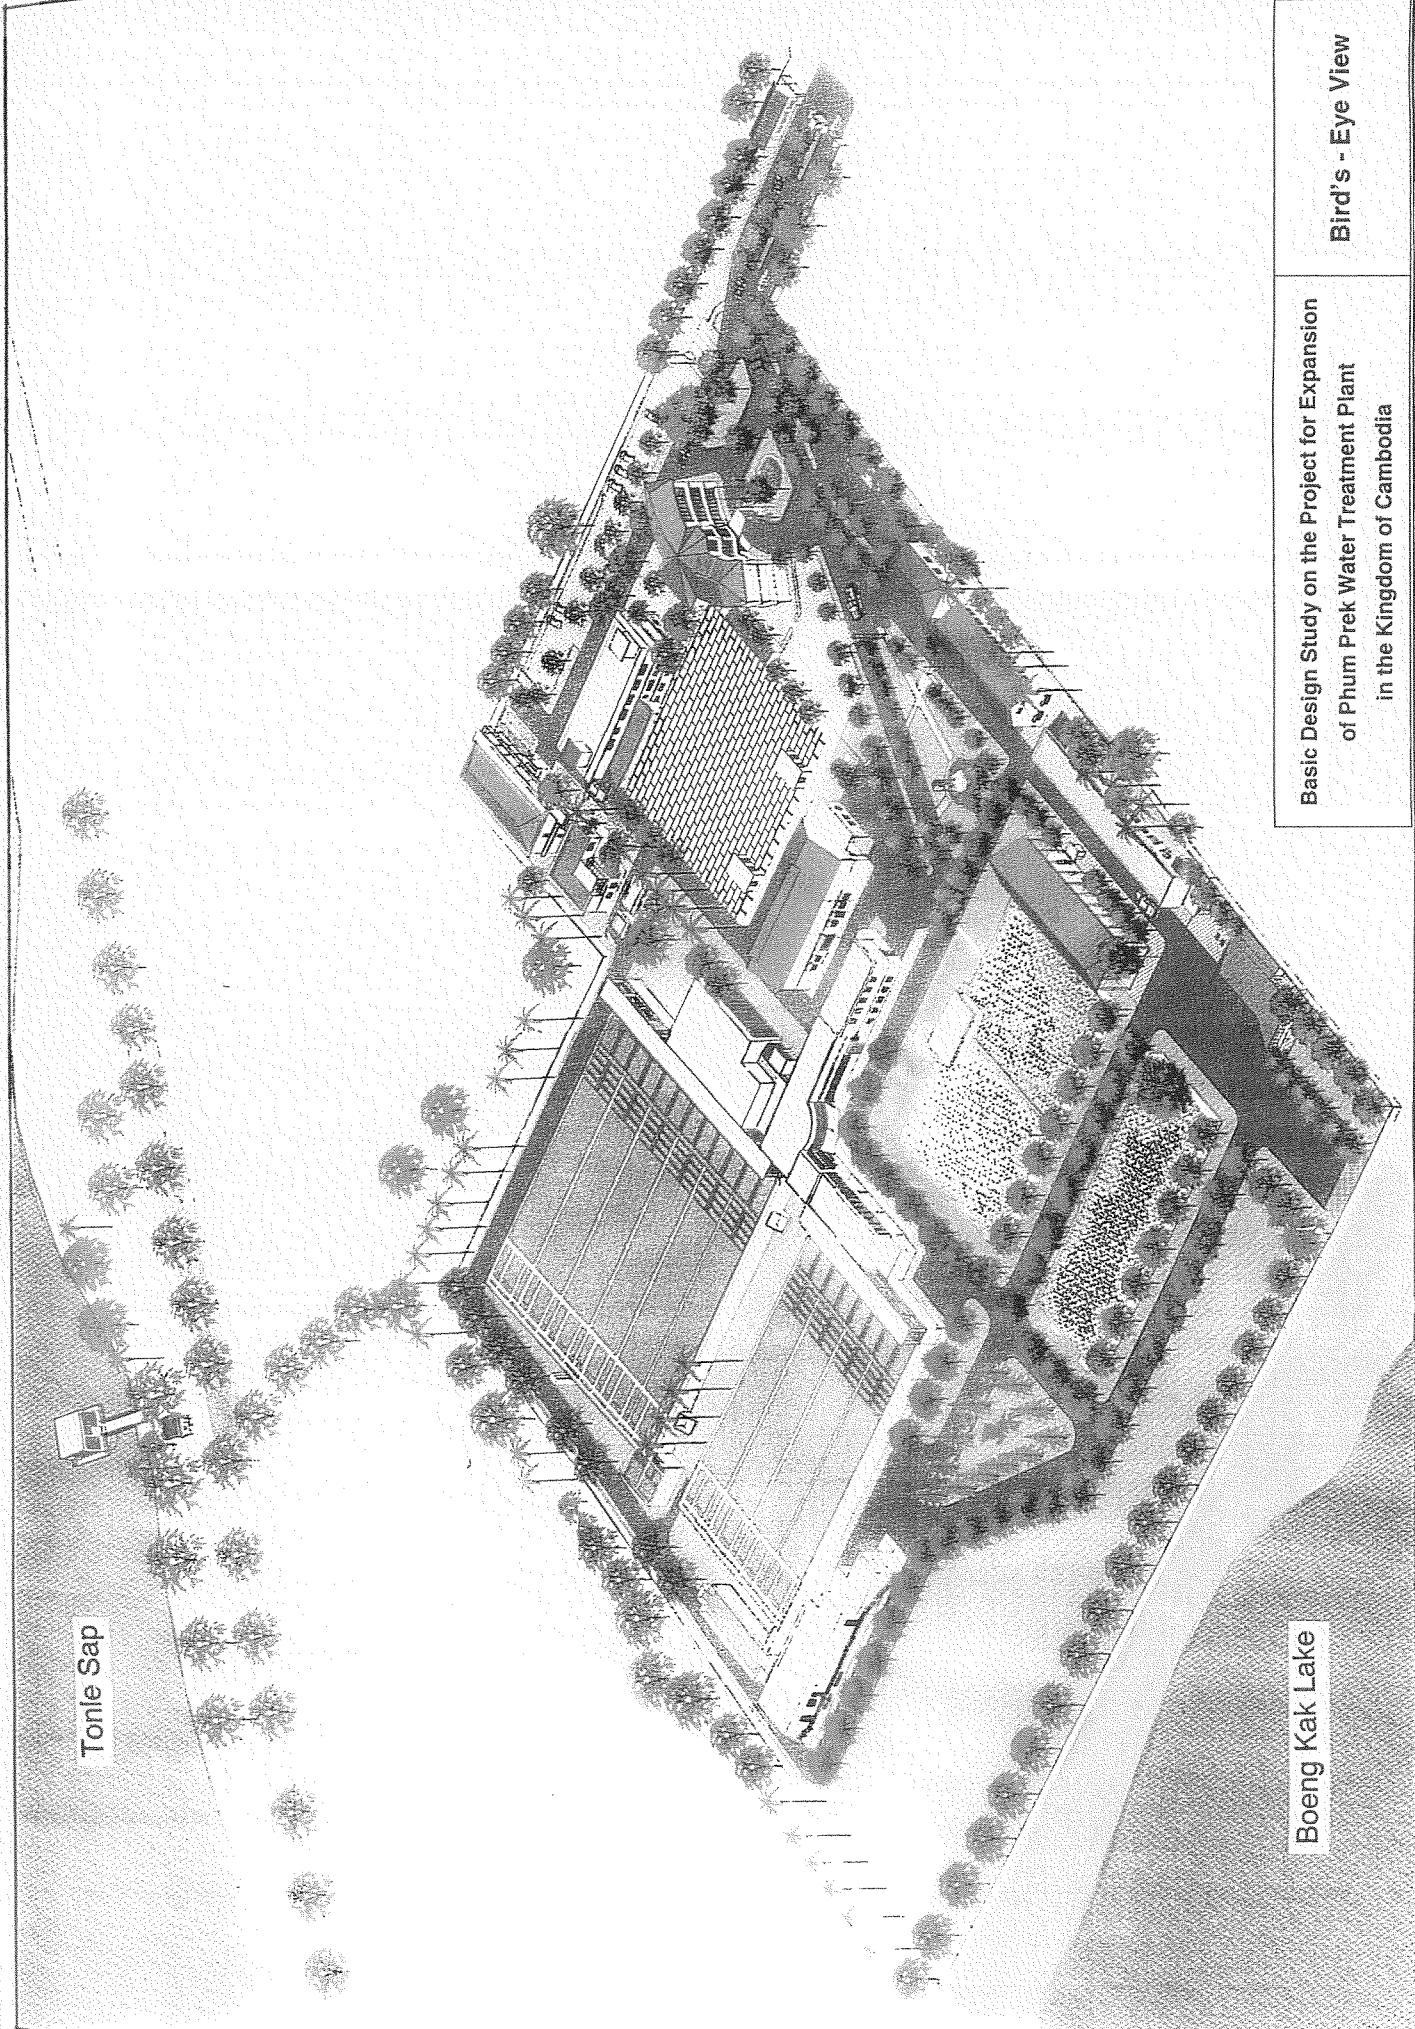 Tonle Sap
Boeng Kak Lake
Basic Design Study on the Project for Expansion
of Phum Prek Water Treatment Plant
in the Kingdom of Cambodia
Bird's - Eye View